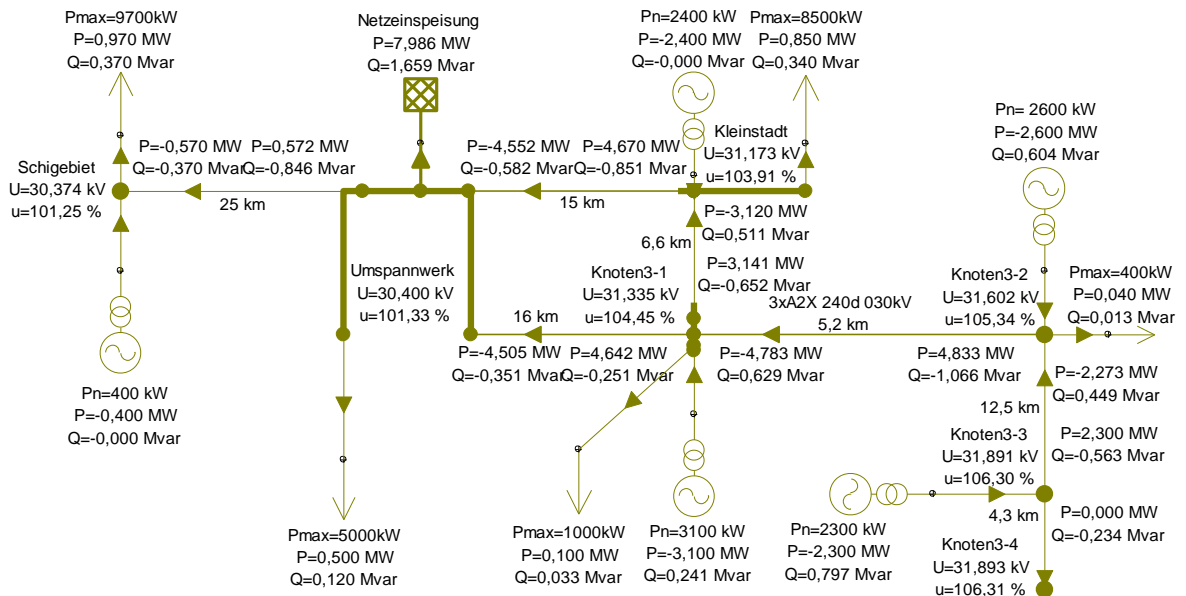 Pmax=9700kW
P=0,970 MW
Q=0,370 Mvar
Netzeinspeisung
P=7,986 MW
Q=1,659 Mvar
Pn=2400 kW
P=-2,400 MW
Q=-0,000 Mvar
Pmax=8500kW
P=0,850 MW
Q=0,340 Mvar
Pn= 2600 kW
P=-2,600 MW
Q=0,604 Mvar
Schigebiet
U=30,374 kV
u=101,25 %
P=-0,570 MW
Q=-0,370 Mvar
P=0,572 MW
Q=-0,846 Mvar
25 km
P=-4,552 MW
Q=-0,582 Mvar
P=4,670 MW
Q=-0,851 Mvar
15 km
Kleinstadt
U=31,173 kV
u=103,91 %
P=-3,120 MW
Q=0,511 Mvar
6,6 km
P=3,141 MW
Q=-0,652 Mvar
Umspannwerk
U=30,400 kV
u=101,33 %
Knoten3-1
U=31,335 kV
u=104,45 %
3xA2X 240d 030kV
5,2 km
Knoten3-2
U=31,602 kV
u=105,34 %
Pmax=400kW
P=0,040 MW
Q=0,013 Mvar
16 km
P=-4,505 MW
Q=-0,351 Mvar
P=4,642 MW
Q=-0,251 Mvar
P=-4,783 MW
Q=0,629 Mvar
P=4,833 MW
Q=-1,066 Mvar
P=-2,273 MW
Q=0,449 Mvar
12,5 km
Pn=400 kW
P=-0,400 MW
Q=-0,000 Mvar
Knoten3-3
U=31,891 kV
u=106,30 %
P=2,300 MW
Q=-0,563 Mvar
4,3 km
P=0,000 MW
Q=-0,234 Mvar
Pmax=5000kW
P=0,500 MW
Q=0,120 Mvar
Pmax=1000kW
P=0,100 MW
Q=0,033 Mvar
Pn=3100 kW
P=-3,100 MW
Q=0,241 Mvar
Pn=2300 kW
P=-2,300 MW
Q=0,797 Mvar
Knoten3-4
U=31,893 kV
u=106,31 %